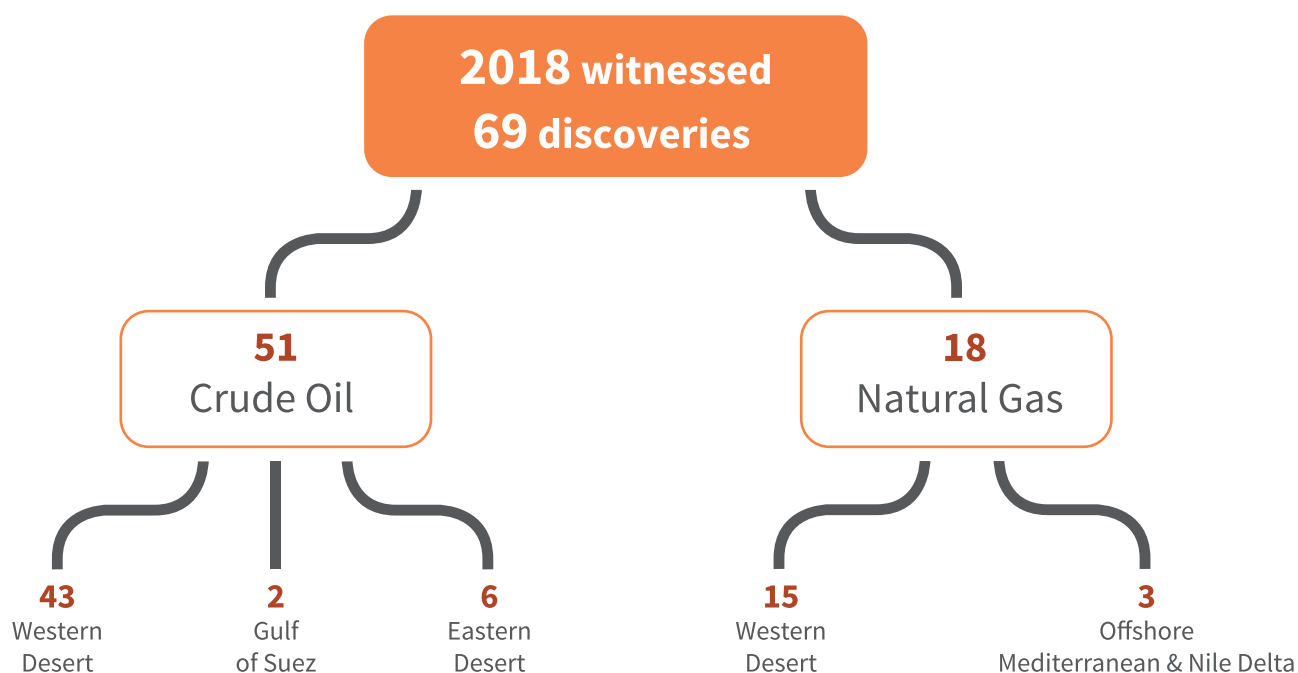 2018 witnessed
69 discoveries
51
Crude Oil
18
Natural Gas
43
Western
Desert
2
Gulf
of Suez
6
Eastern
Desert
15
Western
Desert
3
Offshore
Mediterranean & Nile Delta